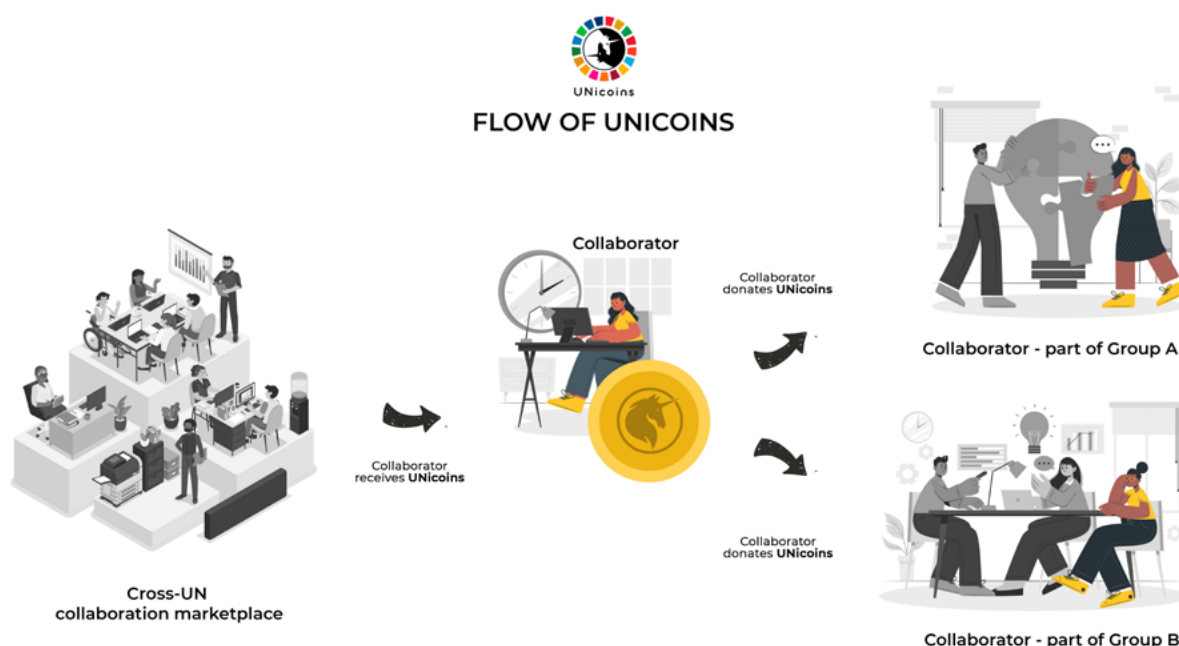 UNicoins
FLOW OF UNICOINS
Collaborator
Collaborator
donates UNicoins
Collaborator - part of Group A
Collaborator
receives UNicoins
Collaborator
donates UNicoins
Cross-UN
collaboration marketplace
Collaborator - part of Group B